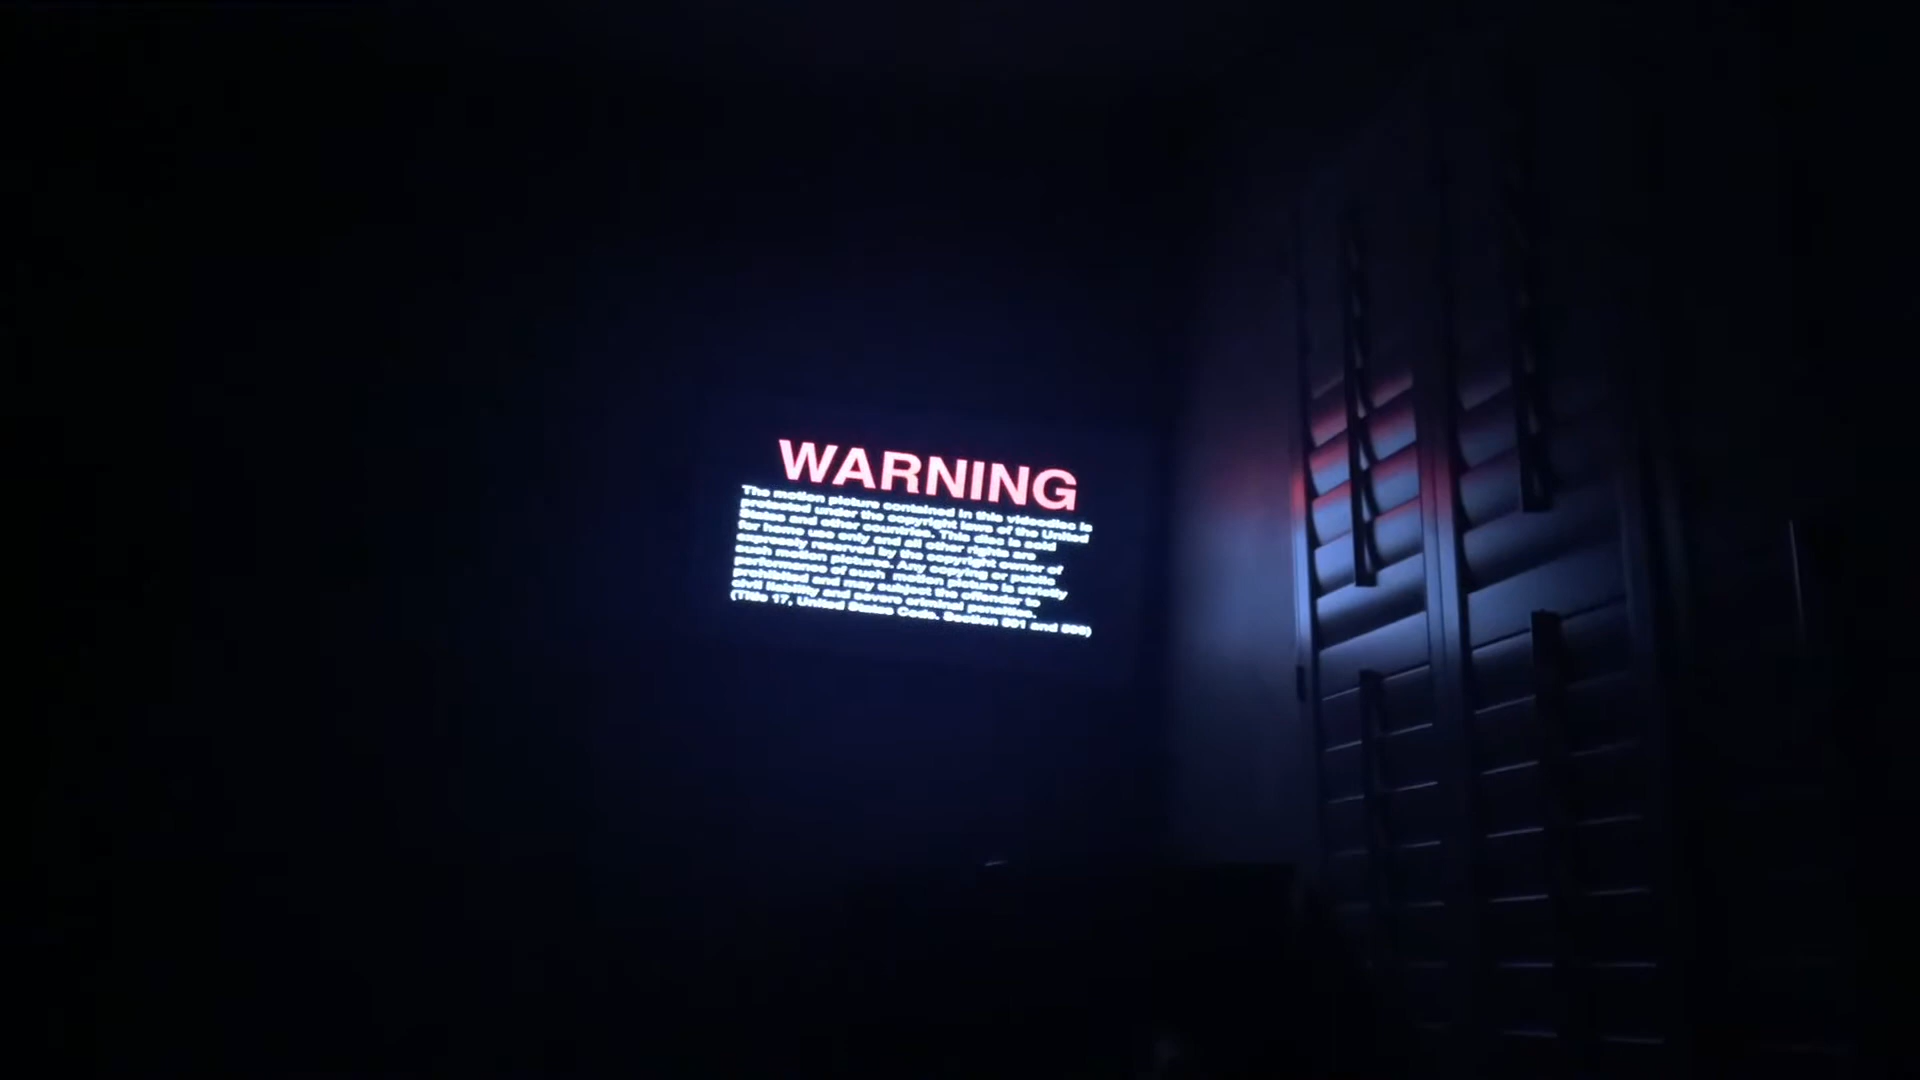 WARNING
The motion picture contained in this videodisc is
protected under the copyright laws of the United
States and other countries. This disc is sold
for home use only and all other rights are
expressly reserved by the copyright owner of
such motion picture. Any copying or public
performance of such motion picture is strictly
prohibited and may subject the offender to
civil liability and severe criminal penalties.
(Title 17, United States Code, Section 501 and 506)